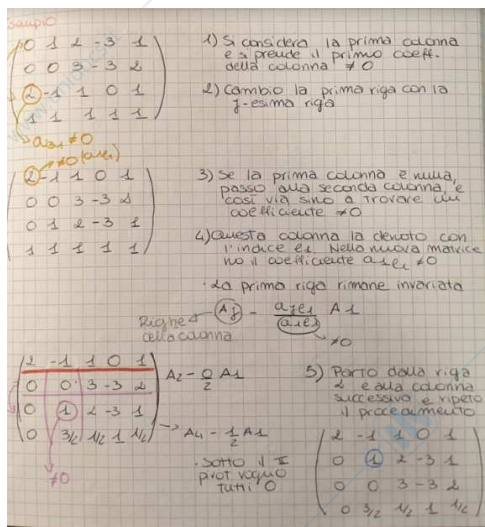 Esempio
0 1 2 -3 1
0 0 3 -3 2
2 -1 1 0 1
1 1 1 1 1
a31 ≠0
1) Si considera la prima colonna
e si prende il primo coeff.
della colonna ≠0
2) Cambio la prima riga con la
j-esima riga
≠0 (a1e1)
2 -1 1 0 1
0 0 3 -3 2
0 1 2 -3 1
1 1 1 1 1
3) Se la prima colonna è nulla,
passo alla seconda colonna, e
così via sino a trovare un
coefficiente ≠0
4) Questa colonna la denoto con
l'indice e1. Nella nuova matrice
ho il coefficiente a1e1 ≠0
· La prima riga rimane invariata
Aj - aje1 A1
a1e1
≠0
Righe
della colonna
2 -1 1 0 1
0 0 3 -3 2 A2 - 0/2 A1
0 1 2 -3 1
0 3/2 1/2 1 1/2 → A4 - 1/2 A1
≠0
· Sotto il I
pivot voglio
tutti 0
5) Parto dalla riga
2 e alla colonna
successiva e ripeto
il procedimento
2 -1 1 0 1
0 1 2 -3 1
0 0 3 -3 2
0 3/2 1/2 1 1/2